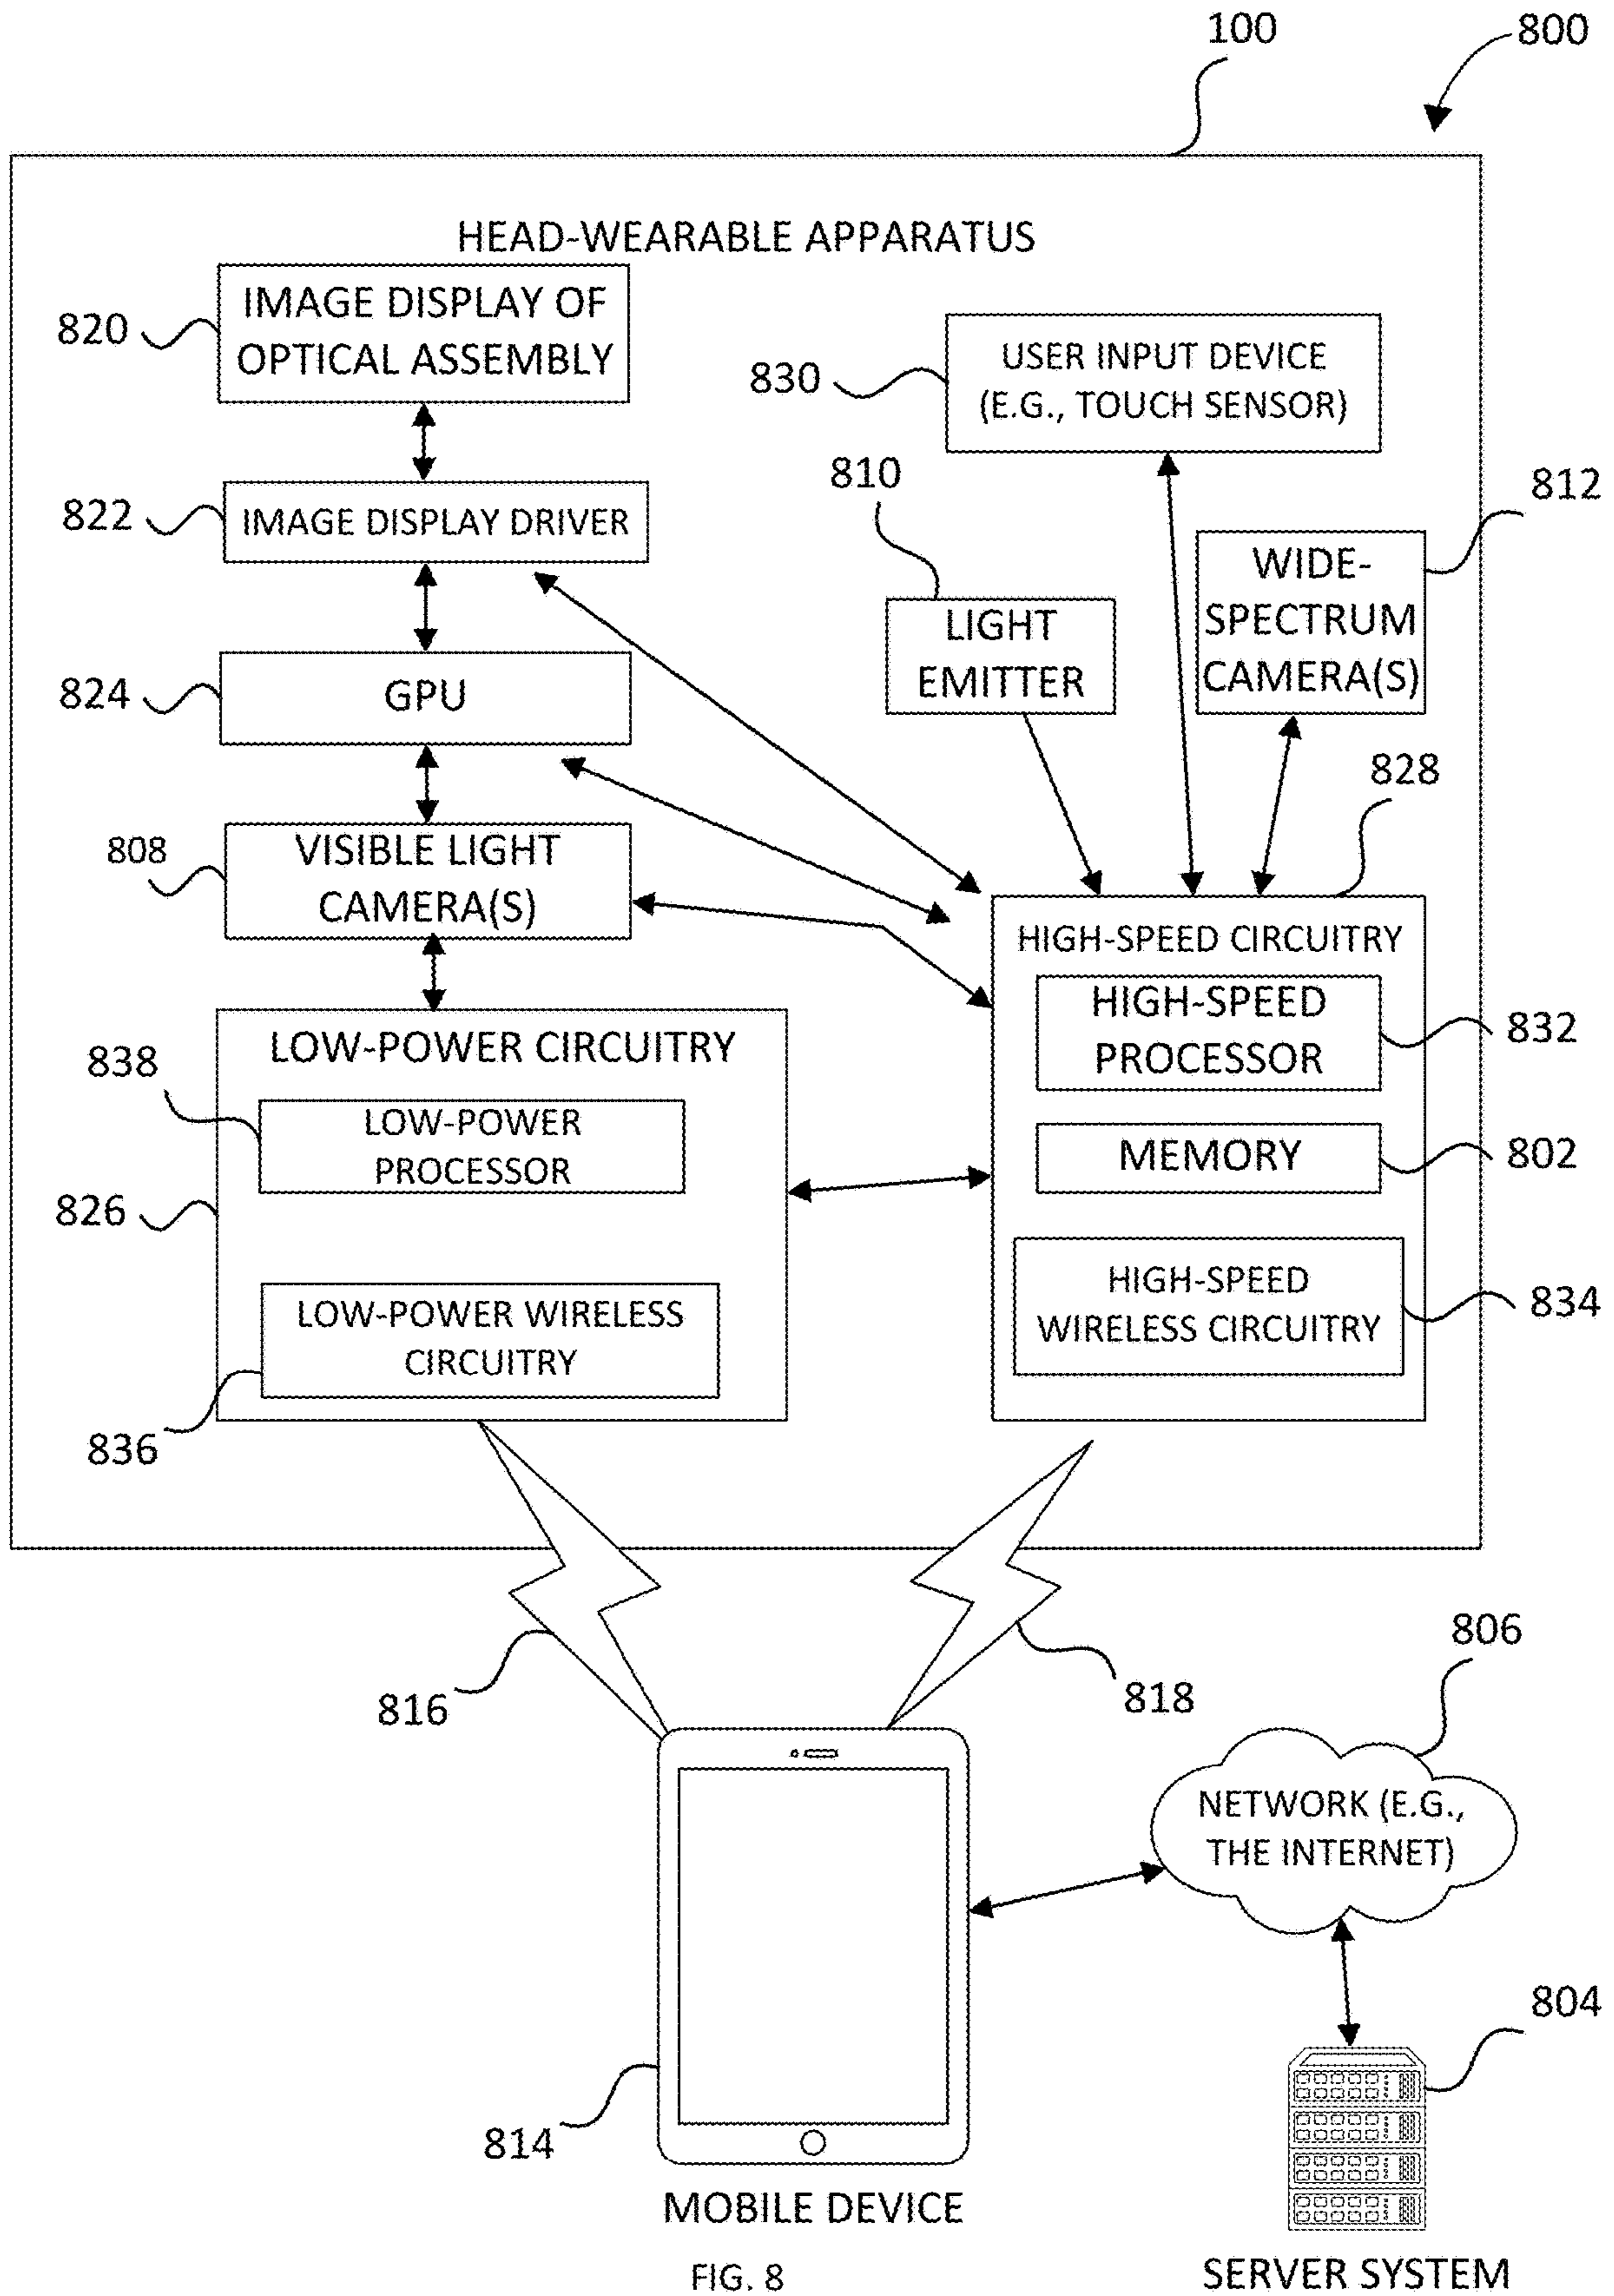 100
800
HEAD-WEARABLE APPARATUS
820
IMAGE DISPLAY OF
OPTICAL ASSEMBLY
830
USER INPUT DEVICE
(E.G., TOUCH SENSOR)
822
IMAGE DISPLAY DRIVER
810
LIGHT
EMITTER
812
WIDE-
SPECTRUM
CAMERA(S)
824
GPU
828
808
VISIBLE LIGHT
CAMERA(S)
HIGH-SPEED CIRCUITRY
HIGH-SPEED
PROCESSOR
832
MEMORY
802
HIGH-SPEED
WIRELESS CIRCUITRY
834
LOW-POWER CIRCUITRY
838
LOW-POWER
PROCESSOR
826
LOW-POWER WIRELESS
CIRCUITRY
836
816
818
806
NETWORK (E.G.,
THE INTERNET)
804
814
MOBILE DEVICE
SERVER SYSTEM
FIG. 8